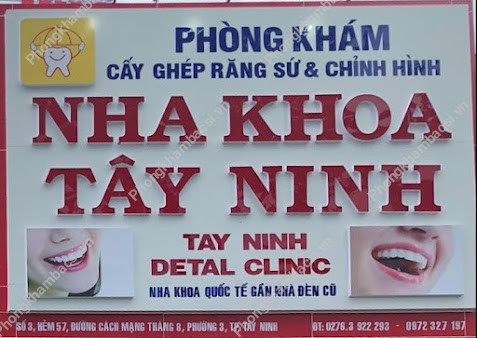 PHÒNG KHÁM
CẤY GHÉP RĂNG SỨ & CHỈNH HÌNH
NHA KHOA
TÂY NINH
TAY NINH
DETAL CLINIC
NHA KHOA QUỐC TẾ GẦN NHÀ ĐÈN CŨ
SỐ 3, HẺM 57, ĐƯỜNG CÁCH MẠNG THÁNG 8, PHƯỜNG 3, TP. TÂY NINH ĐT: 0276.3 922 293 - 0972 327 197